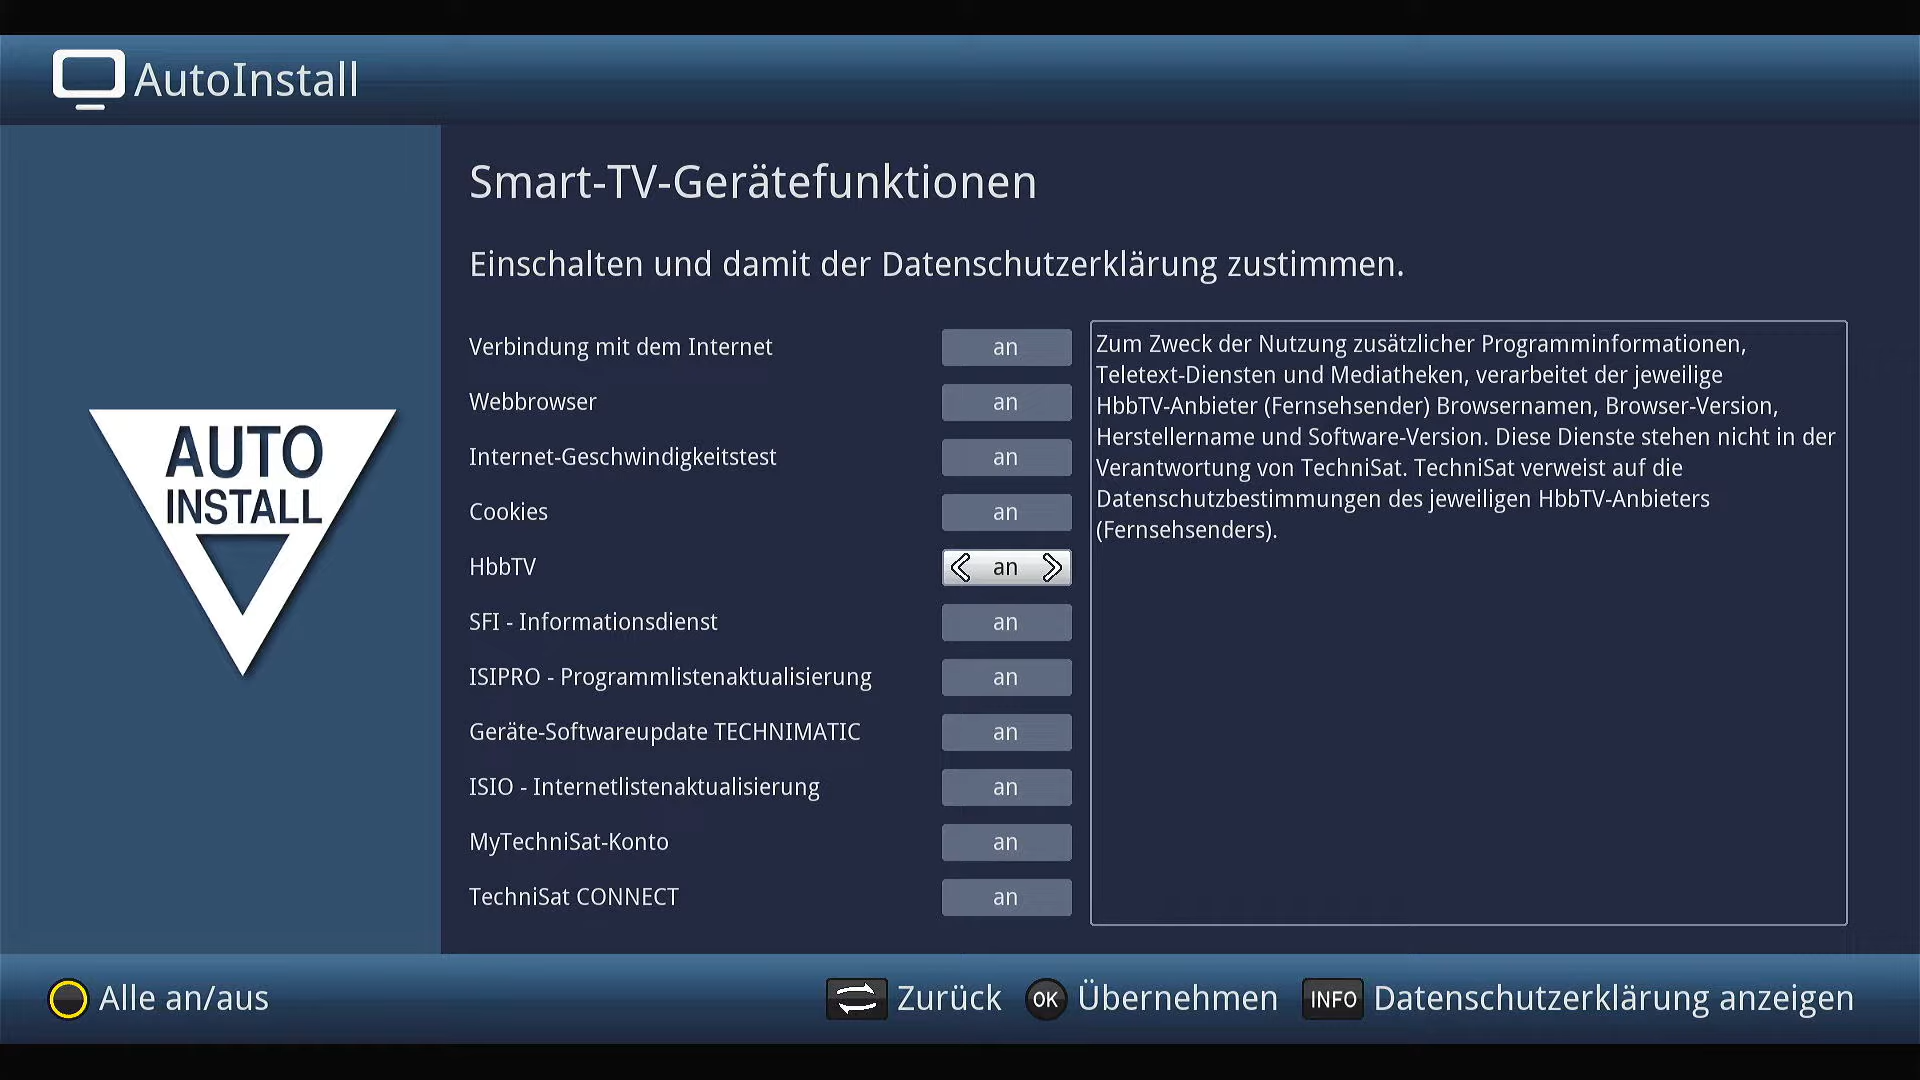 AutoInstall
AUTO
INSTALL
Smart-TV-Gerätefunktionen
Einschalten und damit der Datenschutzerklärung zustimmen.
Verbindung mit dem Internet an
Webbrowser an
Internet-Geschwindigkeitstest an
Cookies an
HbbTV an
SFI - Informationsdienst an
ISIPRO - Programmlistenaktualisierung an
Geräte-Softwareupdate TECHNIMATIC an
ISIO - Internetlistenaktualisierung an
MyTechniSat-Konto an
TechniSat CONNECT an
Zum Zweck der Nutzung zusätzlicher Programminformationen,
Teletext-Diensten und Mediatheken, verarbeitet der jeweilige
HbbTV-Anbieter (Fernsehsender) Browsernamen, Browser-Version,
Herstellername und Software-Version. Diese Dienste stehen nicht in der
Verantwortung von TechniSat. TechniSat verweist auf die
Datenschutzbestimmungen des jeweiligen HbbTV-Anbieters
(Fernsehsenders).
Alle an/aus Zurück OK Übernehmen INFO Datenschutzerklärung anzeigen